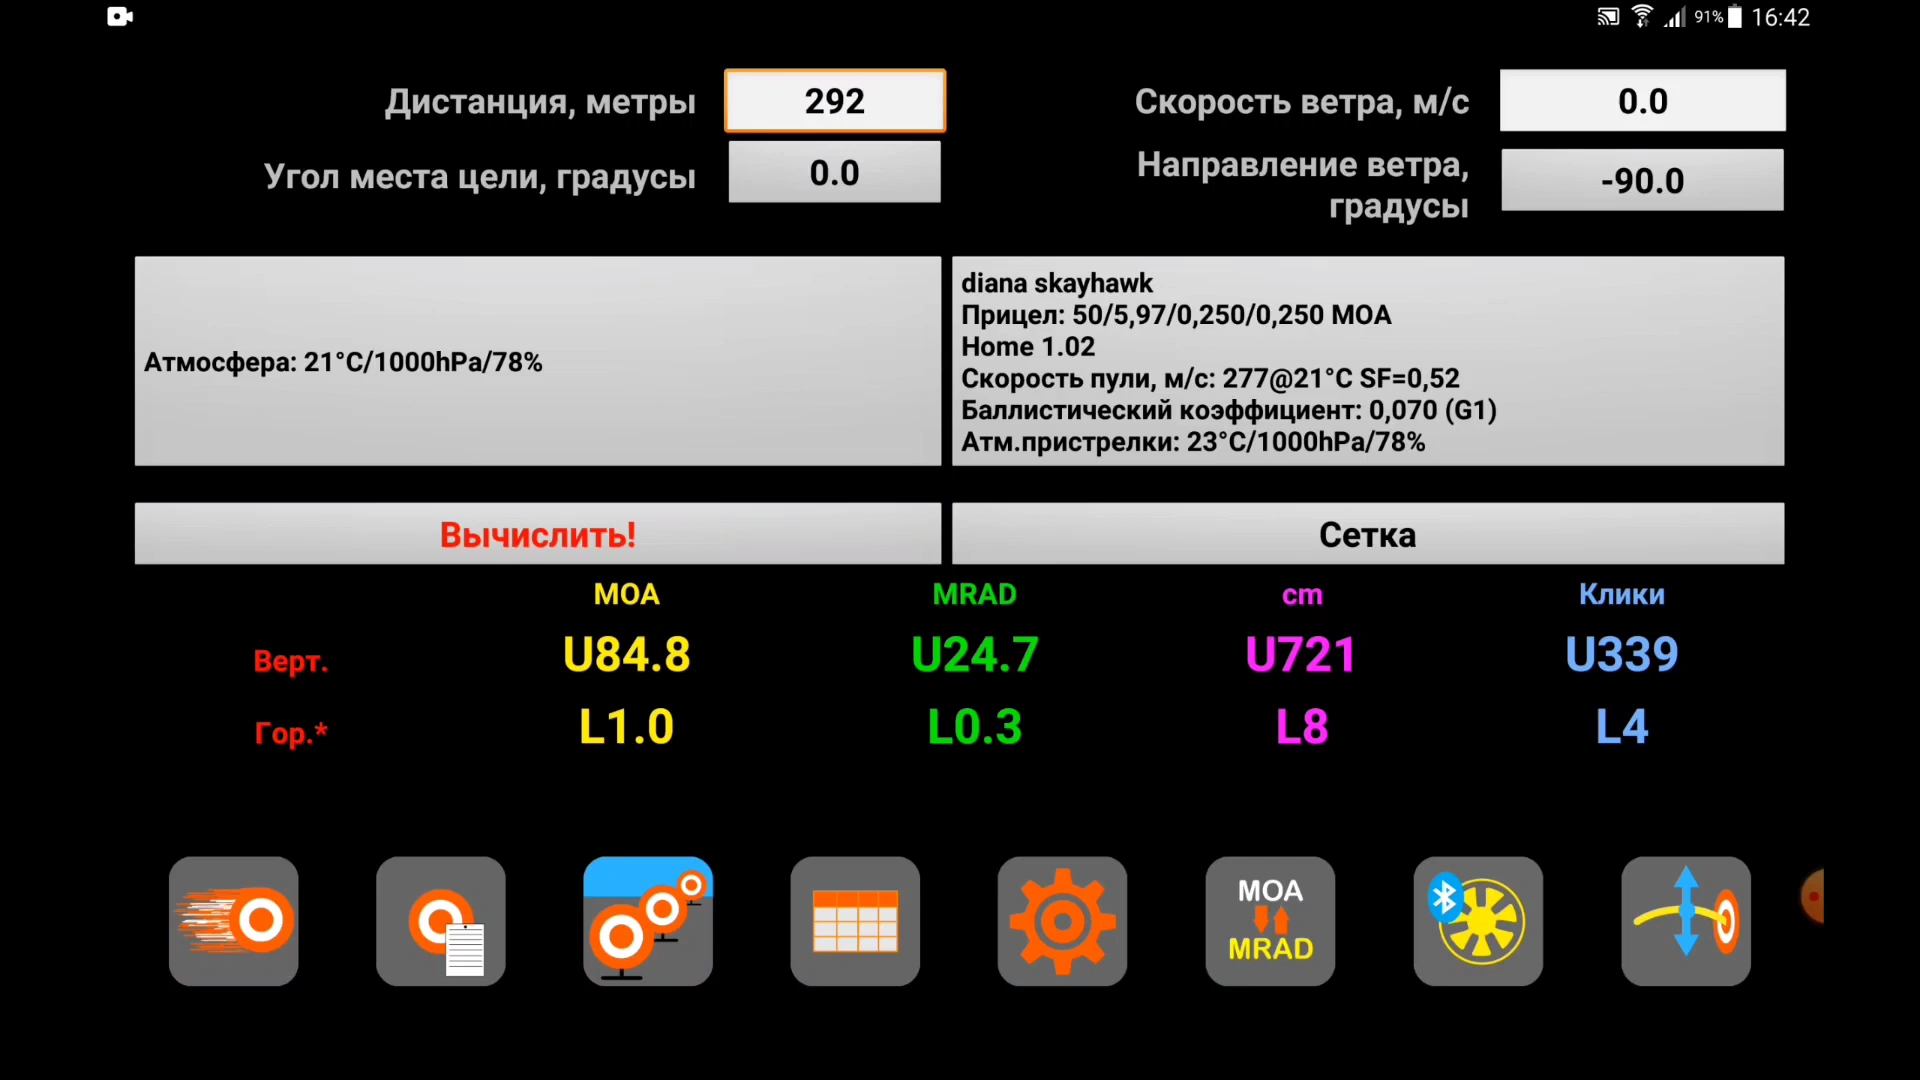 91% 16:42
Дистанция, метры 292 Скорость ветра, м/с 0.0
Угол места цели, градусы 0.0 Направление ветра, градусы -90.0
Атмосфера: 21°C/1000hPa/78%
diana skayhawk
Прицел: 50/5,97/0,250/0,250 MOA
Home 1.02
Скорость пули, м/с: 277@21°C SF=0,52
Баллистический коэффициент: 0,070 (G1)
Атм.пристрелки: 23°C/1000hPa/78%
Вычислить! Сетка
MOA MRAD cm Клики
Верт. U84.8 U24.7 U721 U339
Гор.* L1.0 L0.3 L8 L4
MOA
MRAD